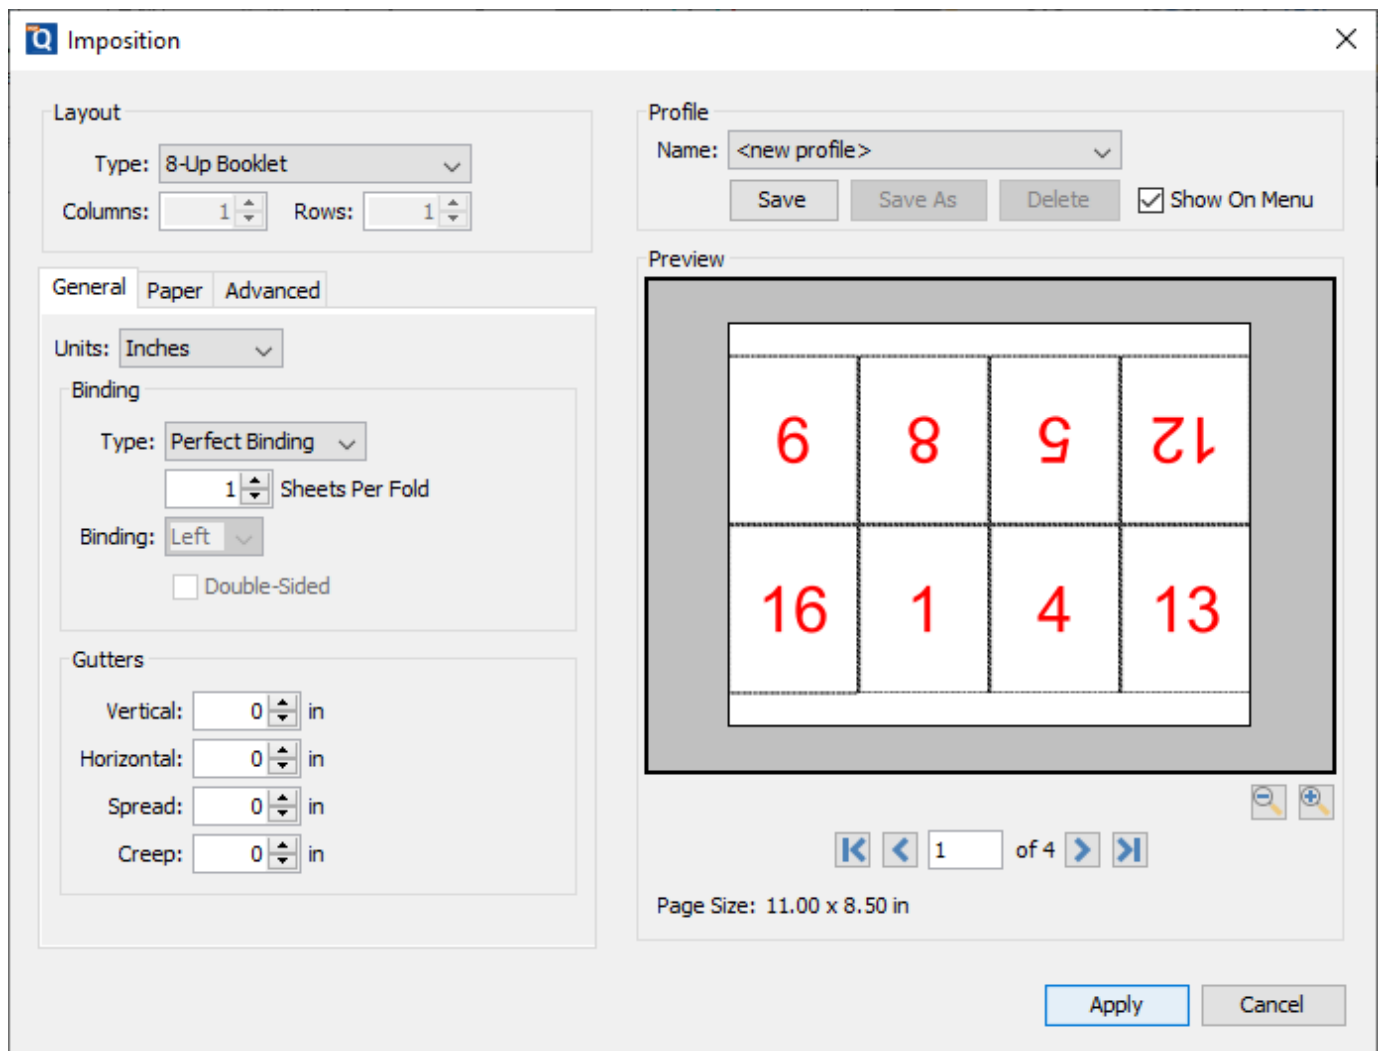 Imposition
Layout
Type: 8-Up Booklet
Columns: 1 Rows: 1
General Paper Advanced
Units: Inches
Binding
Type: Perfect Binding
1 Sheets Per Fold
Binding: Left
Double-Sided
Gutters
Vertical: 0 in
Horizontal: 0 in
Spread: 0 in
Creep: 0 in
Profile
Name: <new profile>
Save Save As Delete Show On Menu
Preview
9 8 5 12
16 1 4 13
1 of 4
Page Size: 11.00 x 8.50 in
Apply Cancel